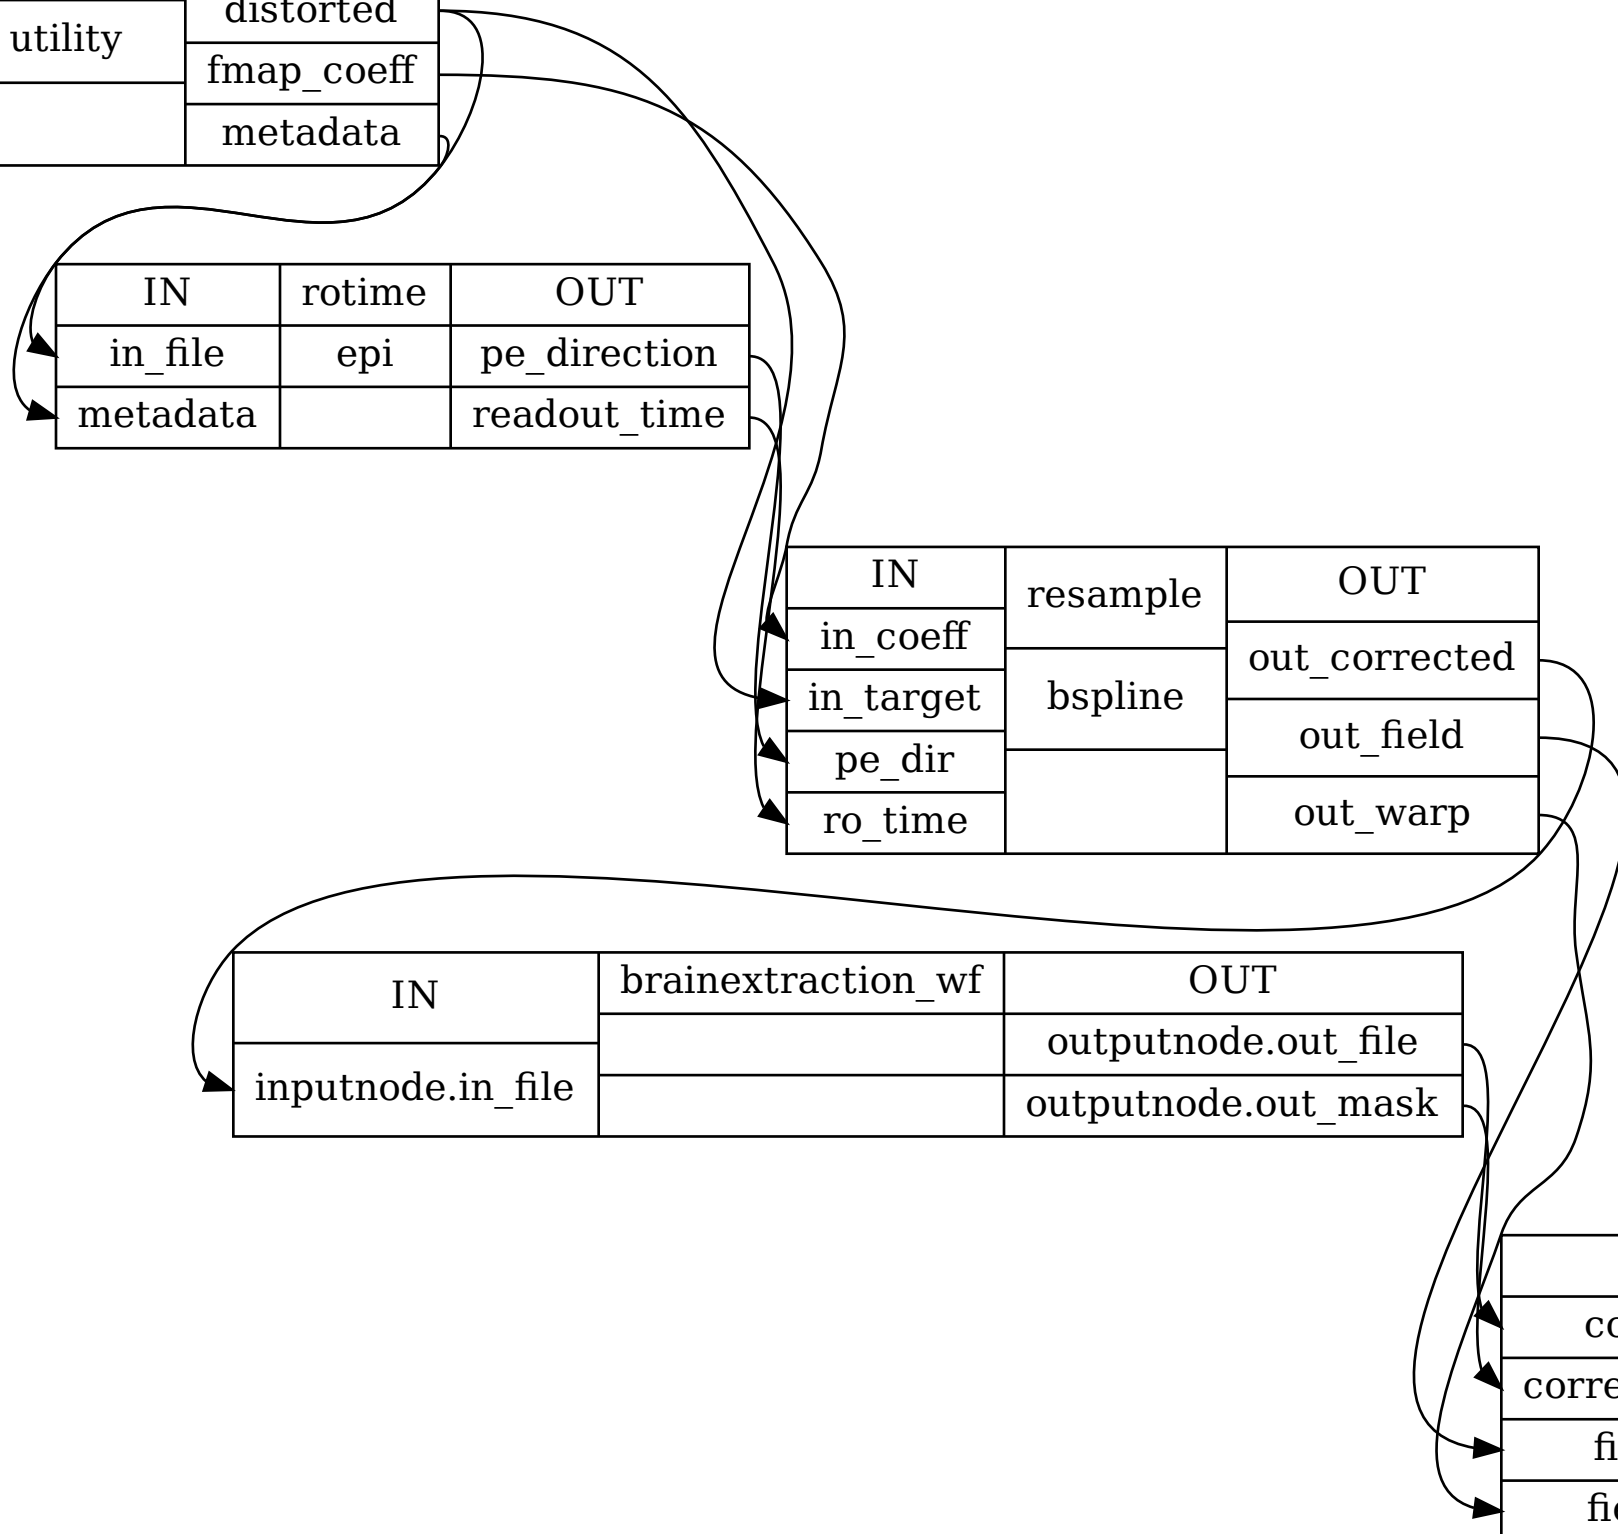 distorted
utility
fmap_coeff
metadata
IN rotime OUT
in_file epi pe_direction
metadata readout_time
IN resample OUT
in_coeff out_corrected
in_target bspline out_field
pe_dir out_warp
ro_time
IN brainextraction_wf OUT
inputnode.in_file outputnode.out_file
outputnode.out_mask